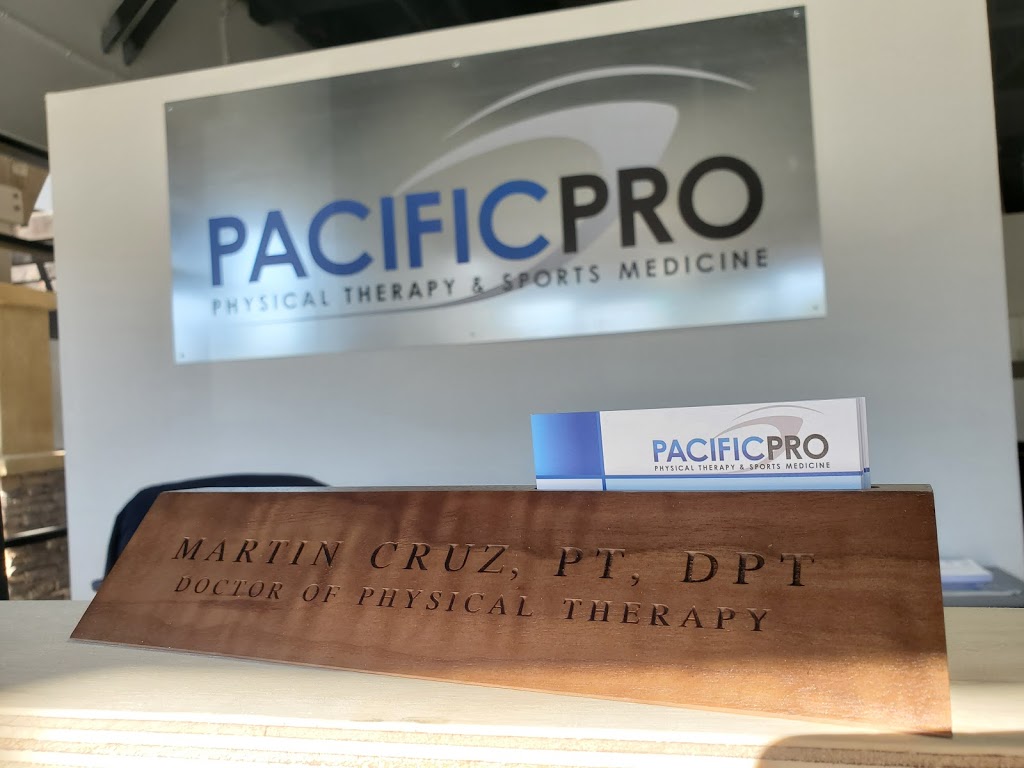 PACIFICPRO
PHYSICAL THERAPY & SPORTS MEDICINE
PACIFICPRO
PHYSICAL THERAPY & SPORTS MEDICINE
MARTIN CRUZ, PT, DPT
DOCTOR OF PHYSICAL THERAPY